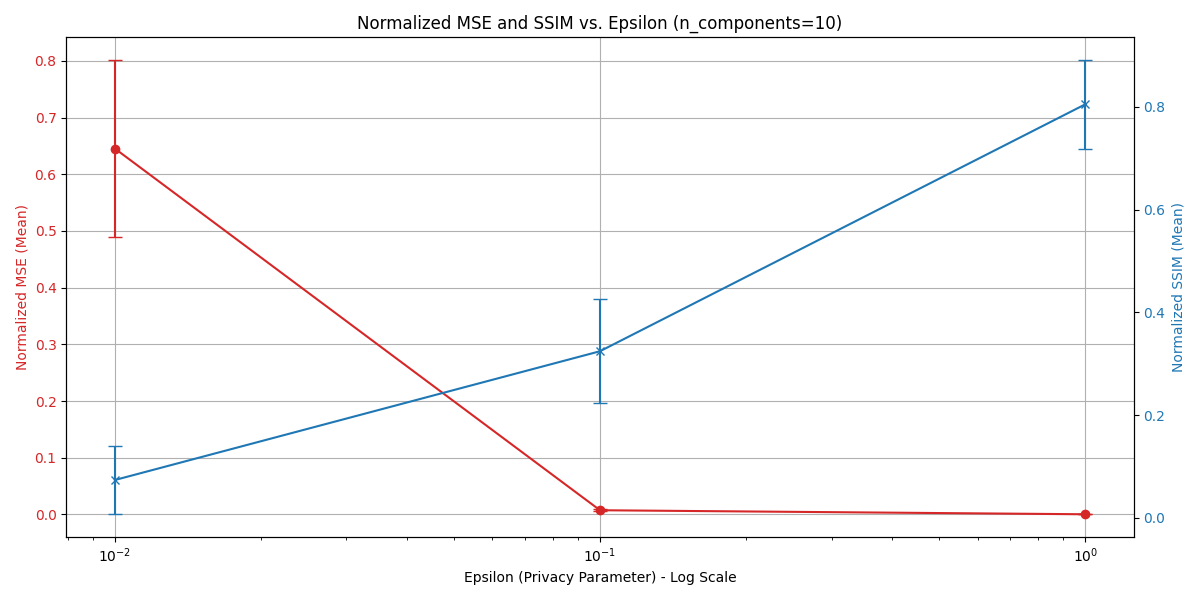 Normalized MSE and SSIM vs. Epsilon (n_components=10)
Normalized MSE (Mean)
0.8
0.7
0.6
0.5
0.4
0.3
0.2
0.1
0.0
Normalized SSIM (Mean)
0.8
0.6
0.4
0.2
0.0
10⁻² 10⁻¹ 10⁰
Epsilon (Privacy Parameter) - Log Scale